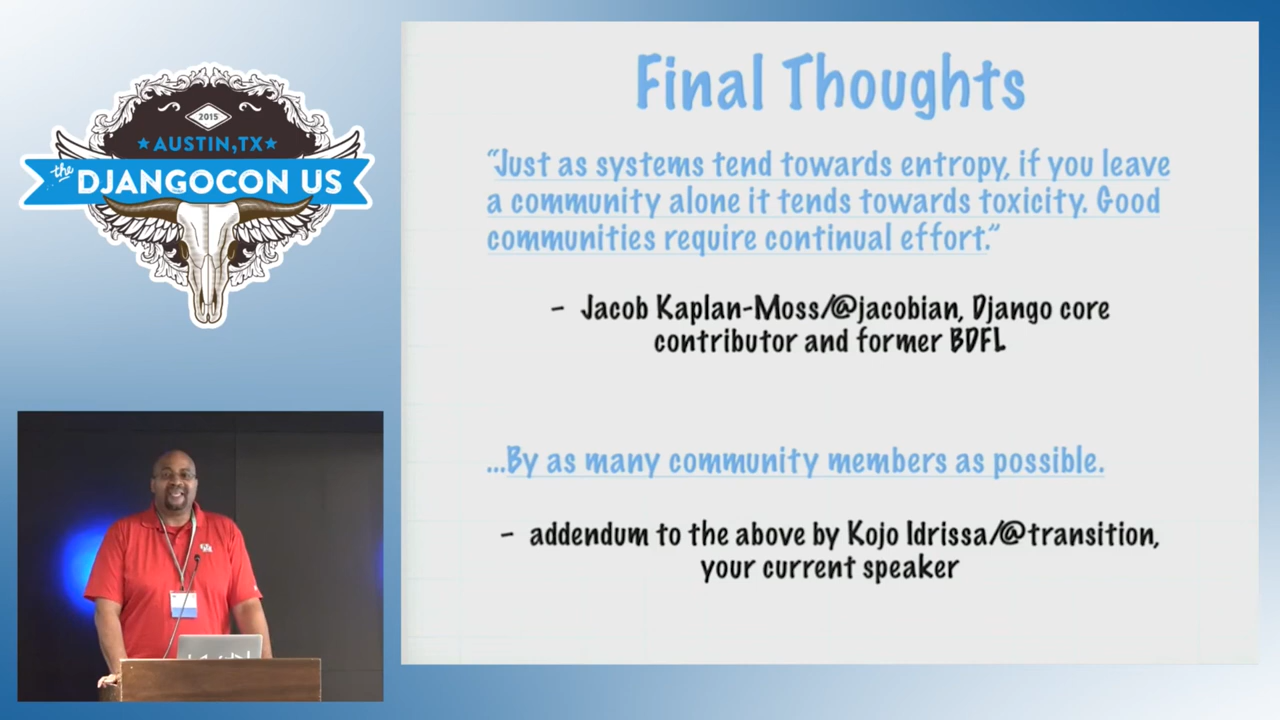 2015
AUSTIN, TX
the
DJANGOCON US
Final Thoughts
“Just as systems tend towards entropy, if you leave
a community alone it tends towards toxicity. Good
communities require continual effort.”
– Jacob Kaplan-Moss/@jacobian, Django core
contributor and former BDFL
...By as many community members as possible.
– addendum to the above by Kojo Idrissa/@transition,
your current speaker